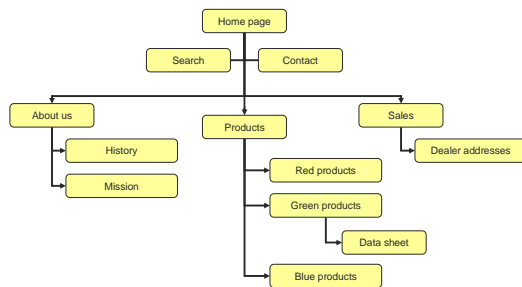 Home page
Search
Contact
About us
Products
Sales
History
Dealer addresses
Red products
Mission
Green products
Data sheet
Blue products